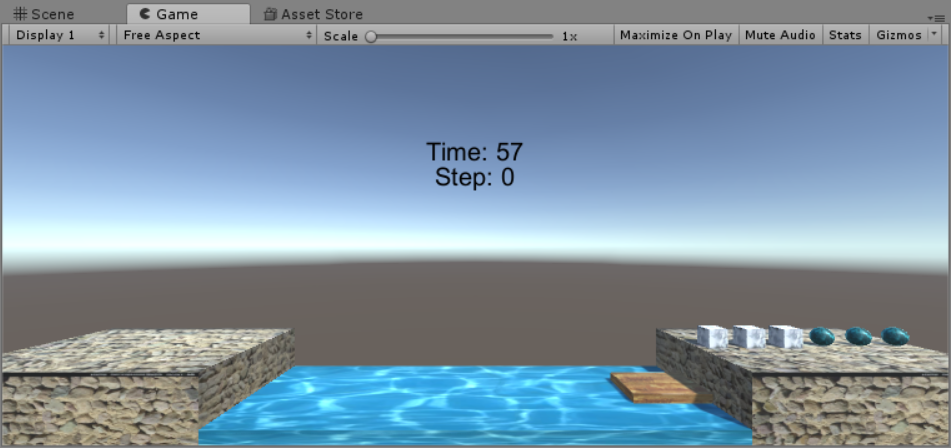 Scene Game Asset Store
Display 1 Free Aspect Scale 1x Maximize On Play Mute Audio Stats Gizmos
Time: 57
Step: 0